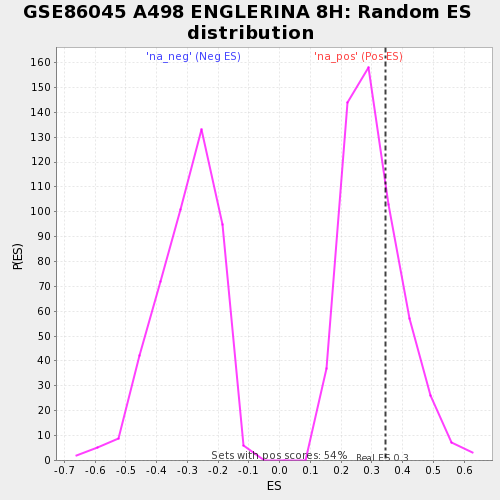 GSE86045 A498 ENGLERINA 8H: Random ES
distribution
'na_neg' (Neg ES)
'na_pos' (Pos ES)
160
150
140
130
120
110
100
90
80
70
60
50
40
30
20
10
0
P(ES)
Sets with pos scores: 54%
Real ES 0.3
-0.7 -0.6 -0.5 -0.4 -0.3 -0.2 -0.1 0.0 0.1 0.2 0.3 0.4 0.5 0.6
ES